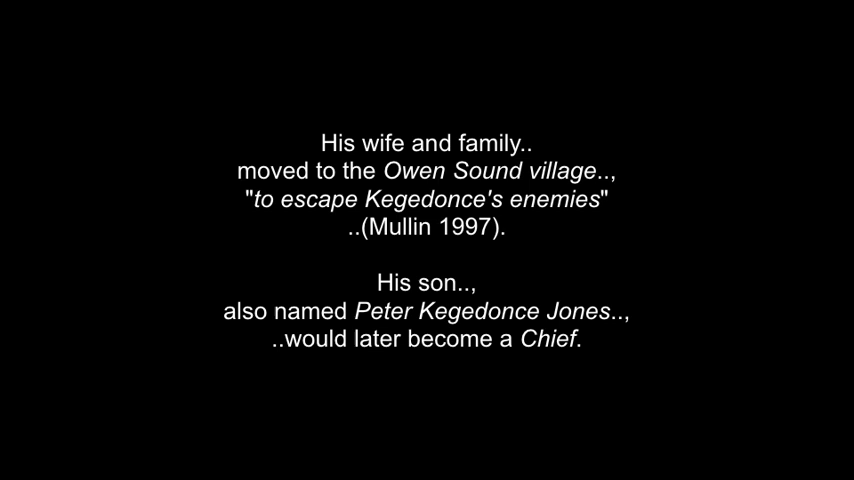 His wife and family..
moved to the Owen Sound village..,
"to escape Kegedonce's enemies"
..(Mullin 1997).
His son..,
also named Peter Kegedonce Jones..,
..would later become a Chief.